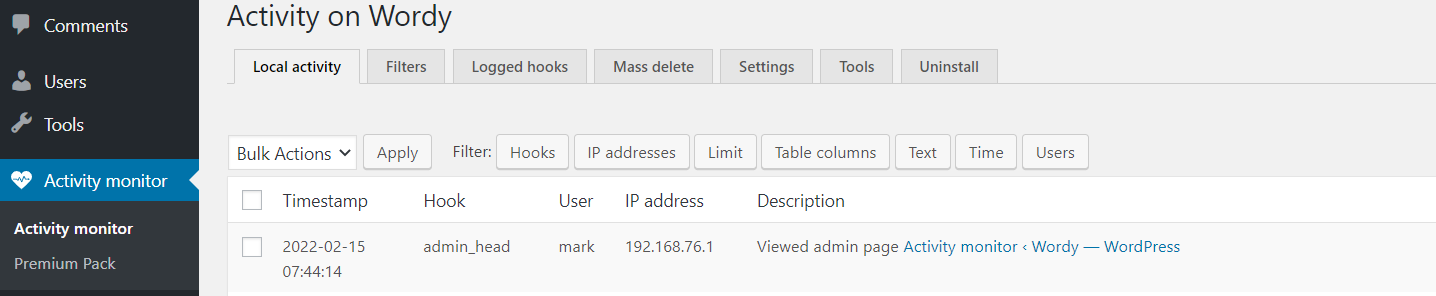 Comments
Users
Tools
Activity monitor
Activity monitor
Premium Pack
Activity on Wordy
Local activity Filters Logged hooks Mass delete Settings Tools Uninstall
Bulk Actions Apply Filter: Hooks IP addresses Limit Table columns Text Time Users
Timestamp Hook User IP address Description
2022-02-15 admin_head mark 192.168.76.1 Viewed admin page Activity monitor ‹ Wordy — WordPress
07:44:14